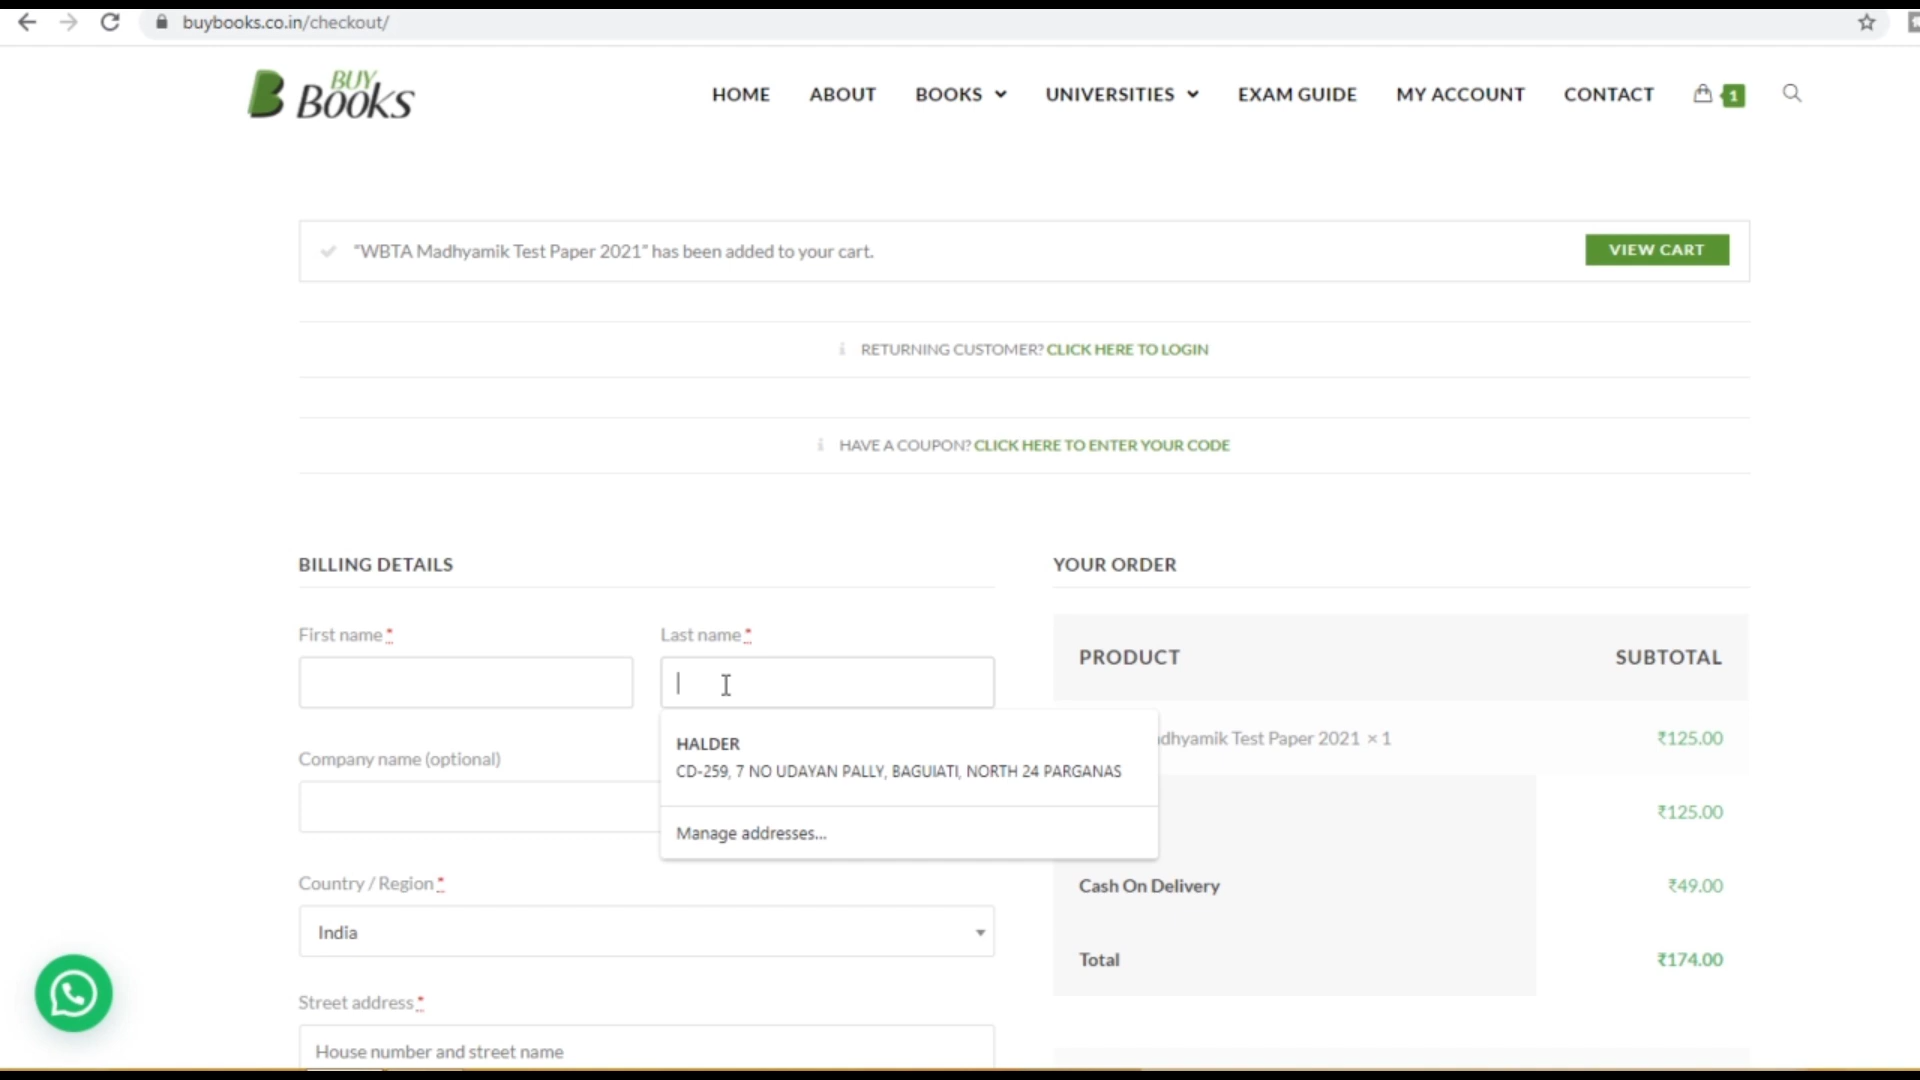 buybooks.co.in/checkout/
BUY
BOOKS
HOME ABOUT BOOKS UNIVERSITIES EXAM GUIDE MY ACCOUNT CONTACT 1
“WBTA Madhyamik Test Paper 2021” has been added to your cart. VIEW CART
RETURNING CUSTOMER? CLICK HERE TO LOGIN
HAVE A COUPON? CLICK HERE TO ENTER YOUR CODE
BILLING DETAILS
First name *
Last name *
HALDER
CD-259, 7 NO UDAYAN PALLY, BAGUIATI, NORTH 24 PARGANAS
Manage addresses...
Company name (optional)
Country / Region *
India
Street address *
House number and street name
YOUR ORDER
PRODUCT SUBTOTAL
dhyamik Test Paper 2021 × 1 ₹125.00
₹125.00
Cash On Delivery ₹49.00
Total ₹174.00